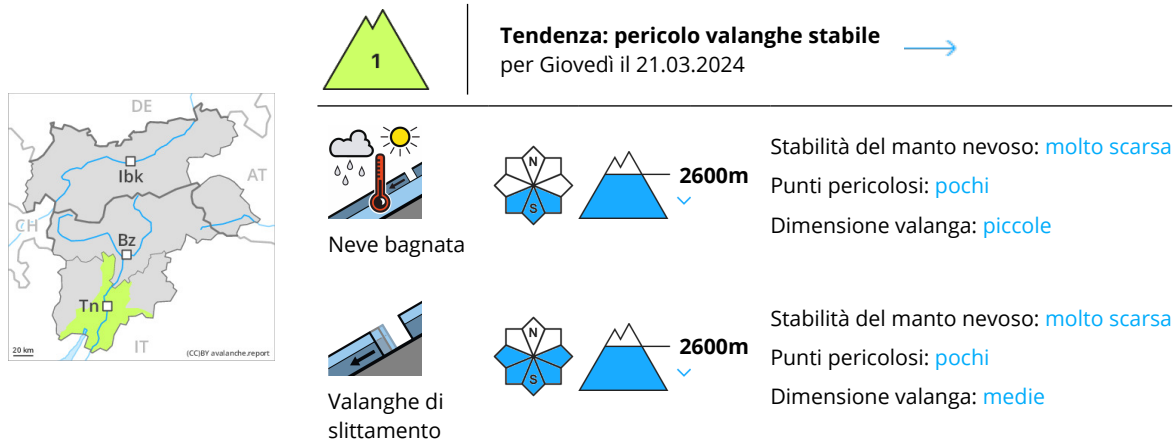 1
Tendenza: pericolo valanghe stabile
per Giovedì il 21.03.2024
DE
Ibk
AT
CH
Bz
Tn
IT
20 km
(CC)BY avalanche.report
N
S
2600m
Stabilità del manto nevoso: molto scarsa
Punti pericolosi: pochi
Dimensione valanga: piccole
Neve bagnata
N
S
2600m
Stabilità del manto nevoso: molto scarsa
Punti pericolosi: pochi
Dimensione valanga: medie
Valanghe di
slittamento